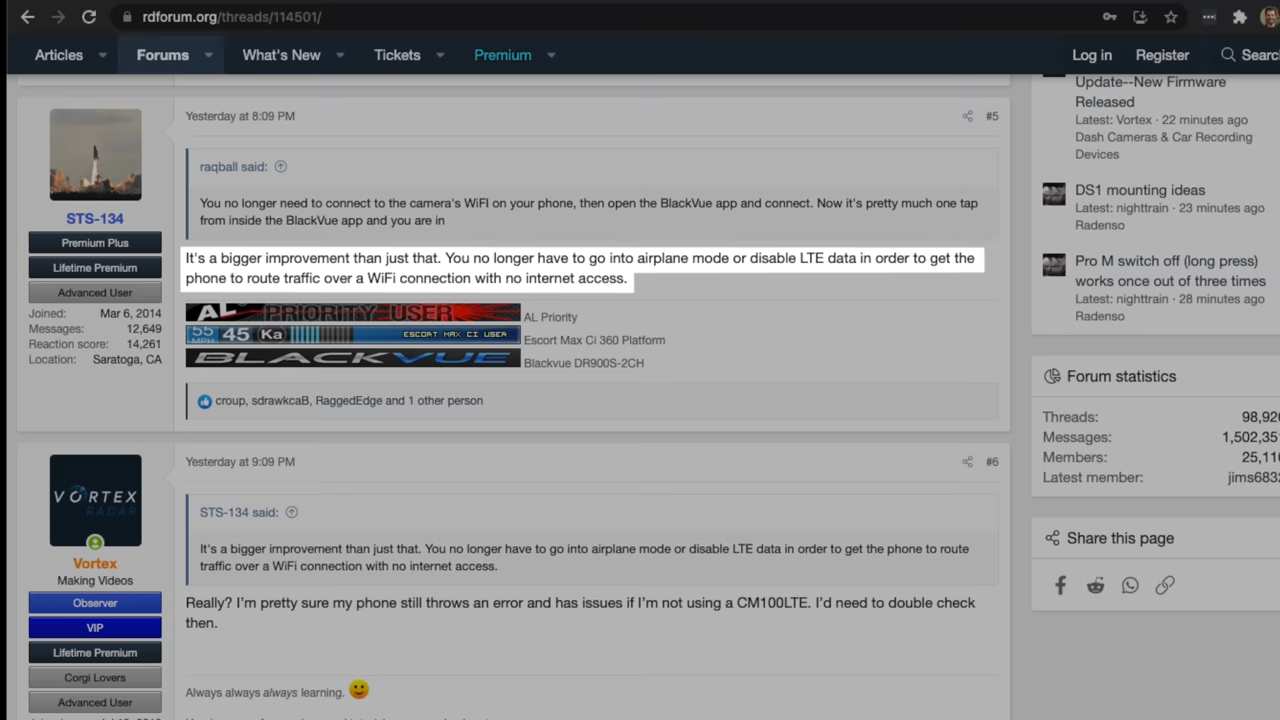 rdforum.org/threads/114501/
Articles Forums What's New Tickets Premium Log in Register Searc
Yesterday at 8:09 PM #5
STS-134
Premium Plus
Lifetime Premium
Advanced User
Joined: Mar 6, 2014
Messages: 12,649
Reaction score: 14,261
Location: Saratoga, CA
raqball said:
You no longer need to connect to the camera's WiFI on your phone, then open the BlackVue app and connect. Now it's pretty much one tap
from inside the BlackVue app and you are in
It's a bigger improvement than just that. You no longer have to go into airplane mode or disable LTE data in order to get the
phone to route traffic over a WiFi connection with no internet access.
AL PRIORITY USER AL Priority
55 MPH 45 Ka ESCORT MAX CI USER Escort Max Ci 360 Platform
BLACKVUE Blackvue DR900S-2CH
croup, sdrawkcaB, RaggedEdge and 1 other person
Yesterday at 9:09 PM #6
VORTEX
RADAR
Vortex
Making Videos
Observer
VIP
Lifetime Premium
Corgi Lovers
Advanced User
STS-134 said:
It's a bigger improvement than just that. You no longer have to go into airplane mode or disable LTE data in order to get the phone to route
traffic over a WiFi connection with no internet access.
Really? I'm pretty sure my phone still throws an error and has issues if I'm not using a CM100LTE. I'd need to double check
then.
Always always always learning.
Update--New Firmware
Released
Latest: Vortex · 22 minutes ago
Dash Cameras & Car Recording
Devices
DS1 mounting ideas
Latest: nighttrain · 23 minutes ago
Radenso
Pro M switch off (long press)
works once out of three times
Latest: nighttrain · 28 minutes ago
Radenso
Forum statistics
Threads: 98,920
Messages: 1,502,351
Members: 25,116
Latest member: jims6832
Share this page